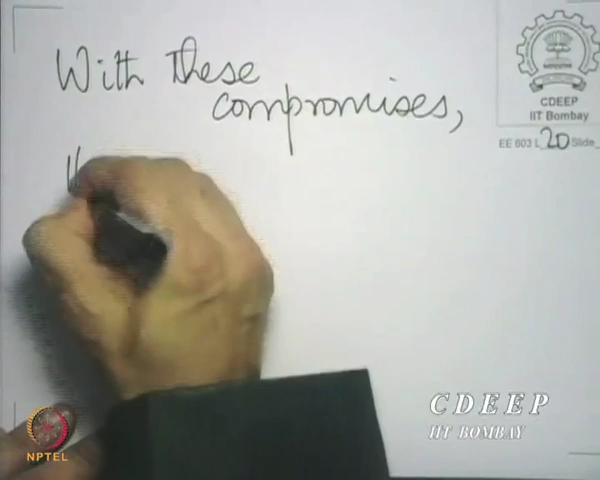 With these
compromises,
CDEEP
IIT Bombay
EE 603 L 20 Slide
CDEEP
IIT BOMBAY
NPTEL